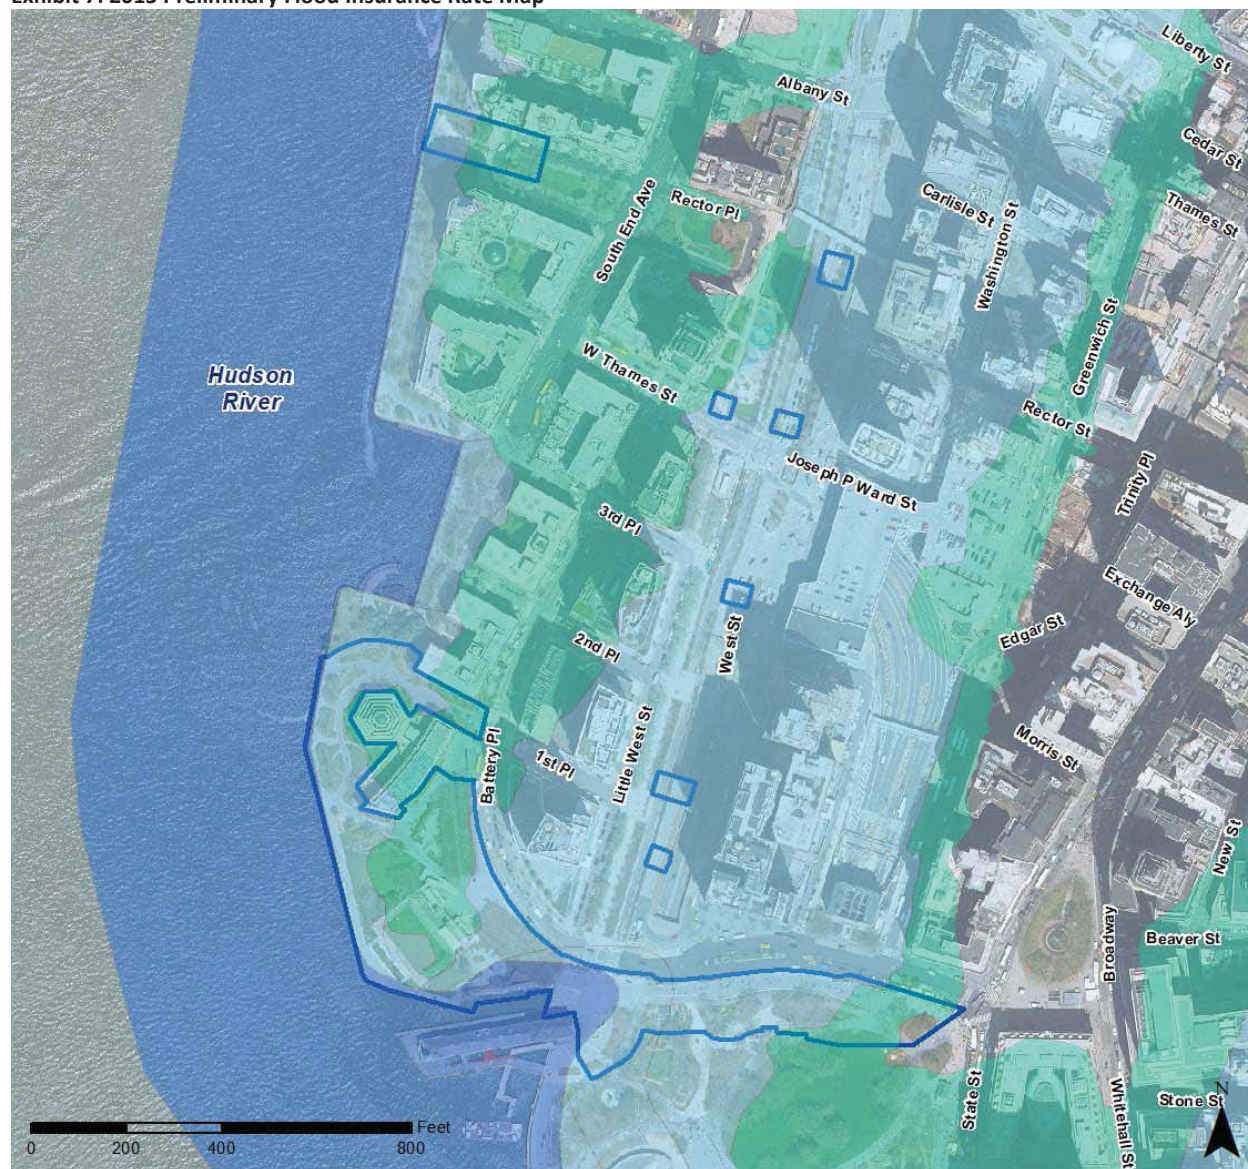 Exhibit 7: 2015 Preliminary Flood Insurance Rate Map
Liberty St
Albany St
Cedar St
Carlisle St
Thames St
Rector Pl
South End Ave
Washington St
Greenwich St
Hudson
River
W Thames St
Rector St
Joseph P Ward St
Trinity Pl
3rd Pl
Exchange Aly
Edgar St
West St
2nd Pl
Morris St
Little West St
Battery Pl
1st Pl
New St
Broadway
Beaver St
State St
Whitehall S
Stone St
N
Feet
0 200 400 800